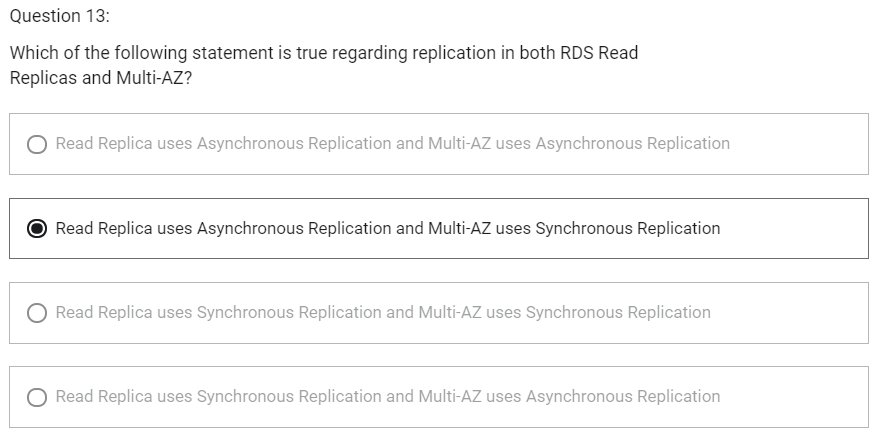 Question 13:
Which of the following statement is true regarding replication in both RDS Read
Replicas and Multi-AZ?
Read Replica uses Asynchronous Replication and Multi-AZ uses Asynchronous Replication
Read Replica uses Asynchronous Replication and Multi-AZ uses Synchronous Replication
Read Replica uses Synchronous Replication and Multi-AZ uses Synchronous Replication
Read Replica uses Synchronous Replication and Multi-AZ uses Asynchronous Replication